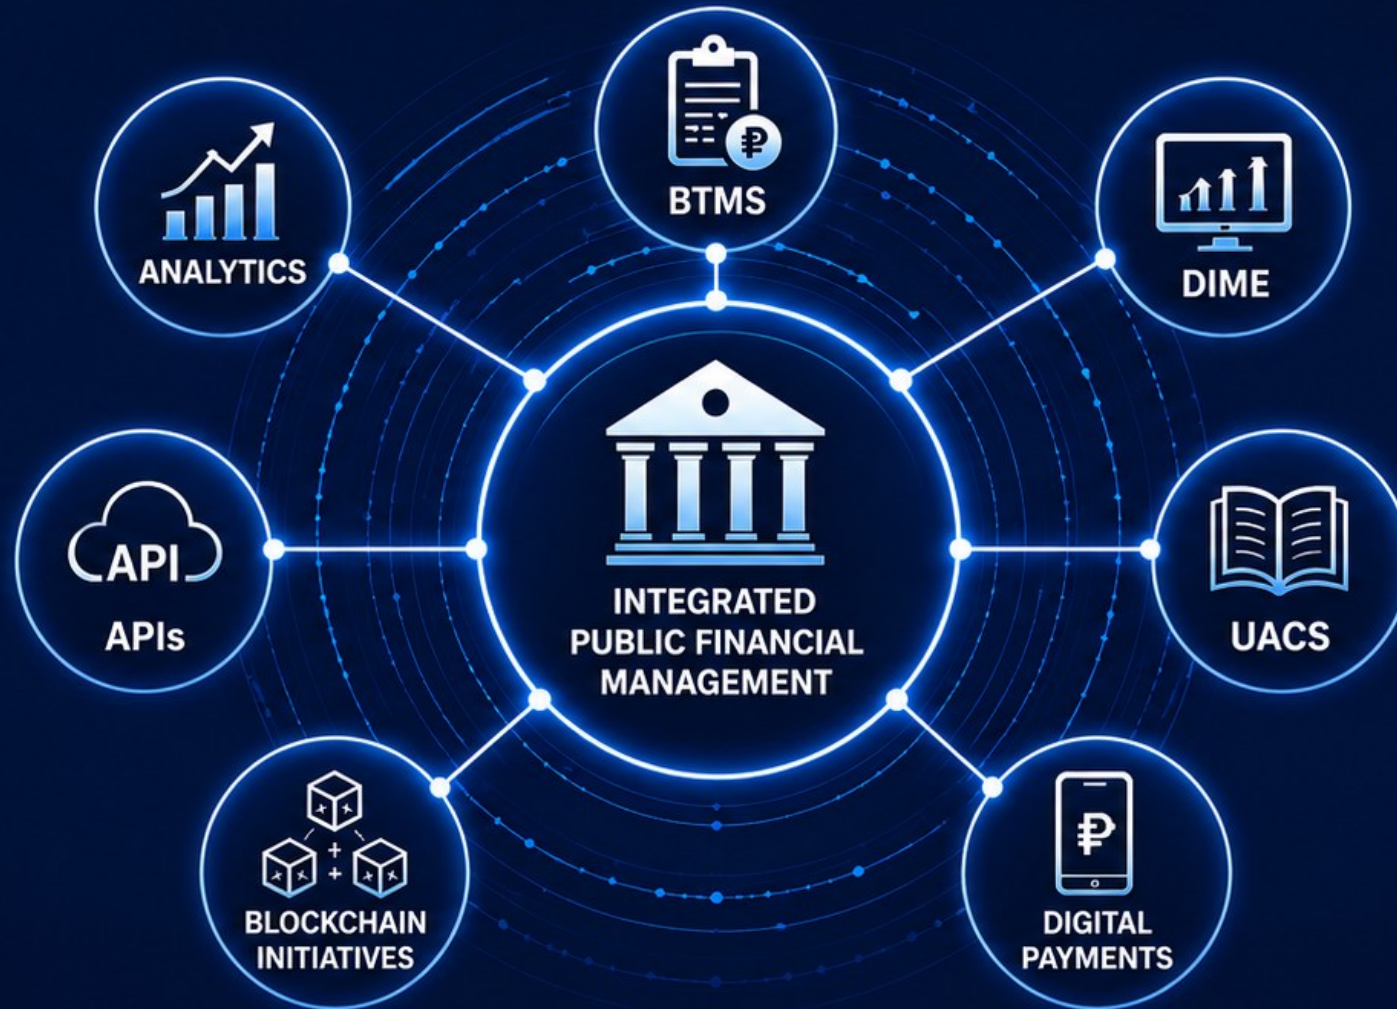 BTMS
ANALYTICS
DIME
INTEGRATED
PUBLIC FINANCIAL
MANAGEMENT
API
APIs
UACS
BLOCKCHAIN
INITIATIVES
₽
DIGITAL
PAYMENTS